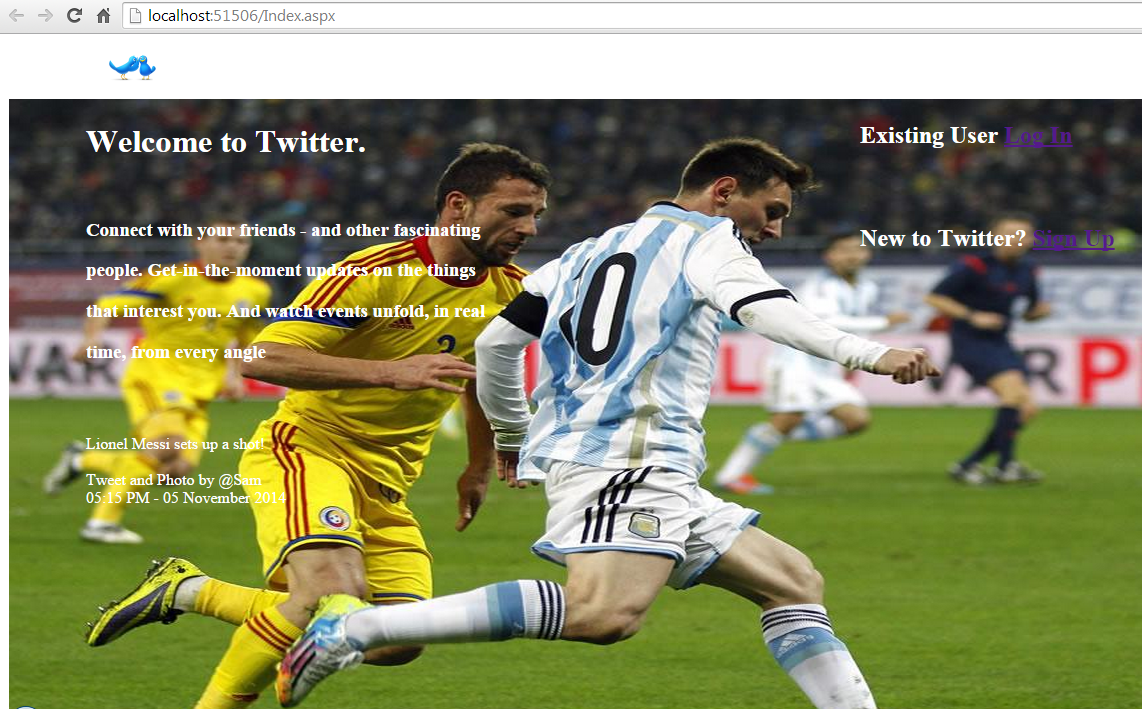 localhost:51506/Index.aspx
Welcome to Twitter.
Existing User Log In
New to Twitter? Sign Up
Connect with your friends - and other fascinating
people. Get-in-the-moment updates on the things
that interest you. And watch events unfold, in real
time, from every angle
Lionel Messi sets up a shot!
Tweet and Photo by @Sam
05:15 PM - 05 November 2014
10
2